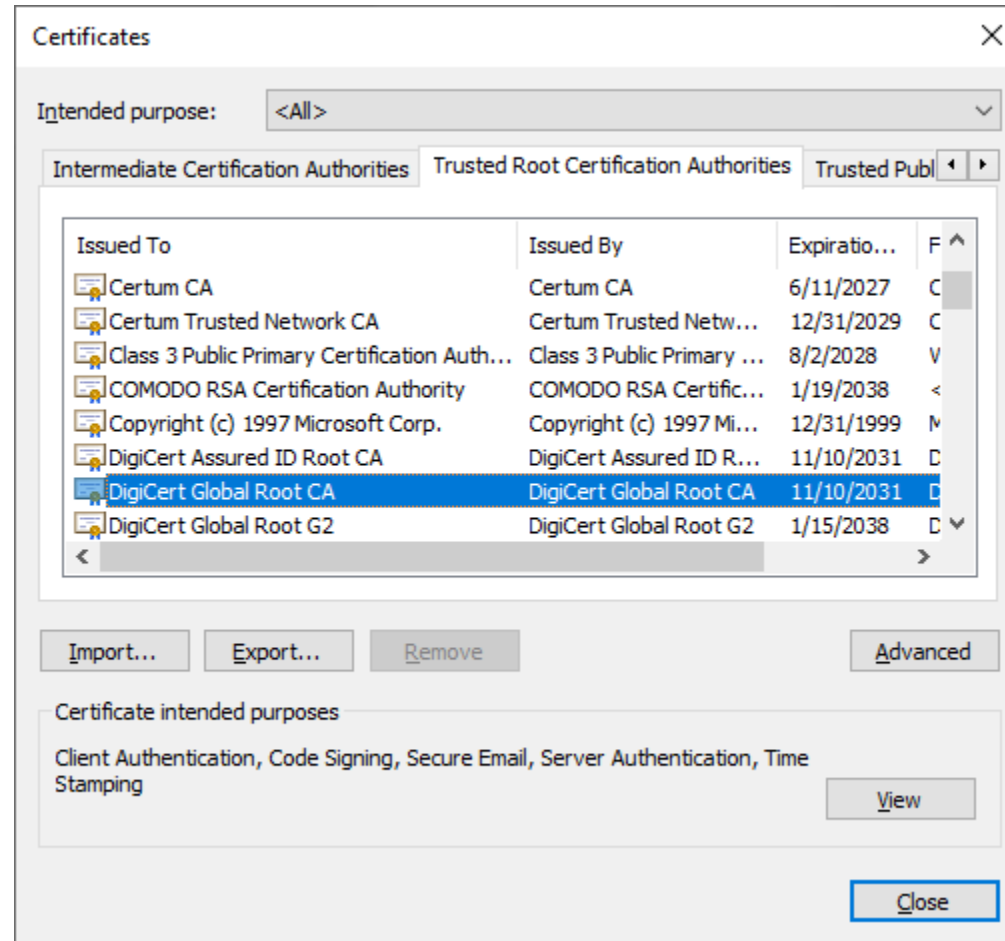 Certificates
Intended purpose: <All>
Intermediate Certification Authorities Trusted Root Certification Authorities Trusted Publ
Issued To Issued By Expiratio... F
Certum CA Certum CA 6/11/2027 C
Certum Trusted Network CA Certum Trusted Netw... 12/31/2029 C
Class 3 Public Primary Certification Auth... Class 3 Public Primary ... 8/2/2028 V
COMODO RSA Certification Authority COMODO RSA Certific... 1/19/2038 <
Copyright (c) 1997 Microsoft Corp. Copyright (c) 1997 Mi... 12/31/1999 M
DigiCert Assured ID Root CA DigiCert Assured ID R... 11/10/2031 D
DigiCert Global Root CA DigiCert Global Root CA 11/10/2031 D
DigiCert Global Root G2 DigiCert Global Root G2 1/15/2038 D
Import... Export... Remove Advanced
Certificate intended purposes
Client Authentication, Code Signing, Secure Email, Server Authentication, Time
Stamping
View
Close